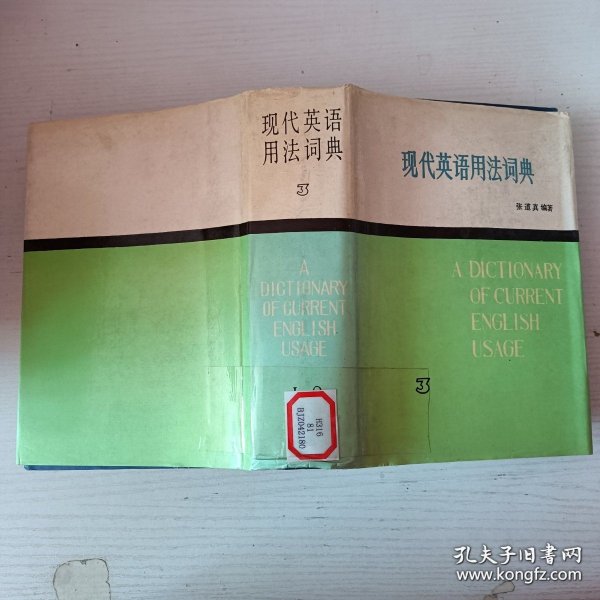 现代英语
用法词典
3
A
DICTIONARY
OF CURRENT
ENGLISH
USAGE
H316
81
BJZ042180
现代英语用法词典
张道真 编著
A DICTIONARY
OF CURRENT
ENGLISH
USAGE
3
孔夫子旧书网
www.kongfz.com